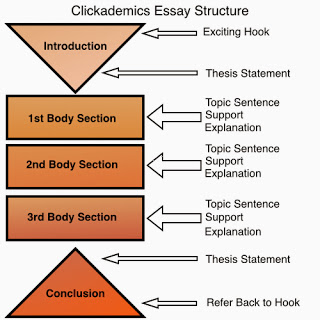 Clickademics Essay Structure
Introduction
Exciting Hook
Thesis Statement
1st Body Section
Topic Sentence
Support
Explanation
2nd Body Section
Topic Sentence
Support
Explanation
3rd Body Section
Topic Sentence
Support
Explanation
Thesis Statement
Conclusion
Refer Back to Hook